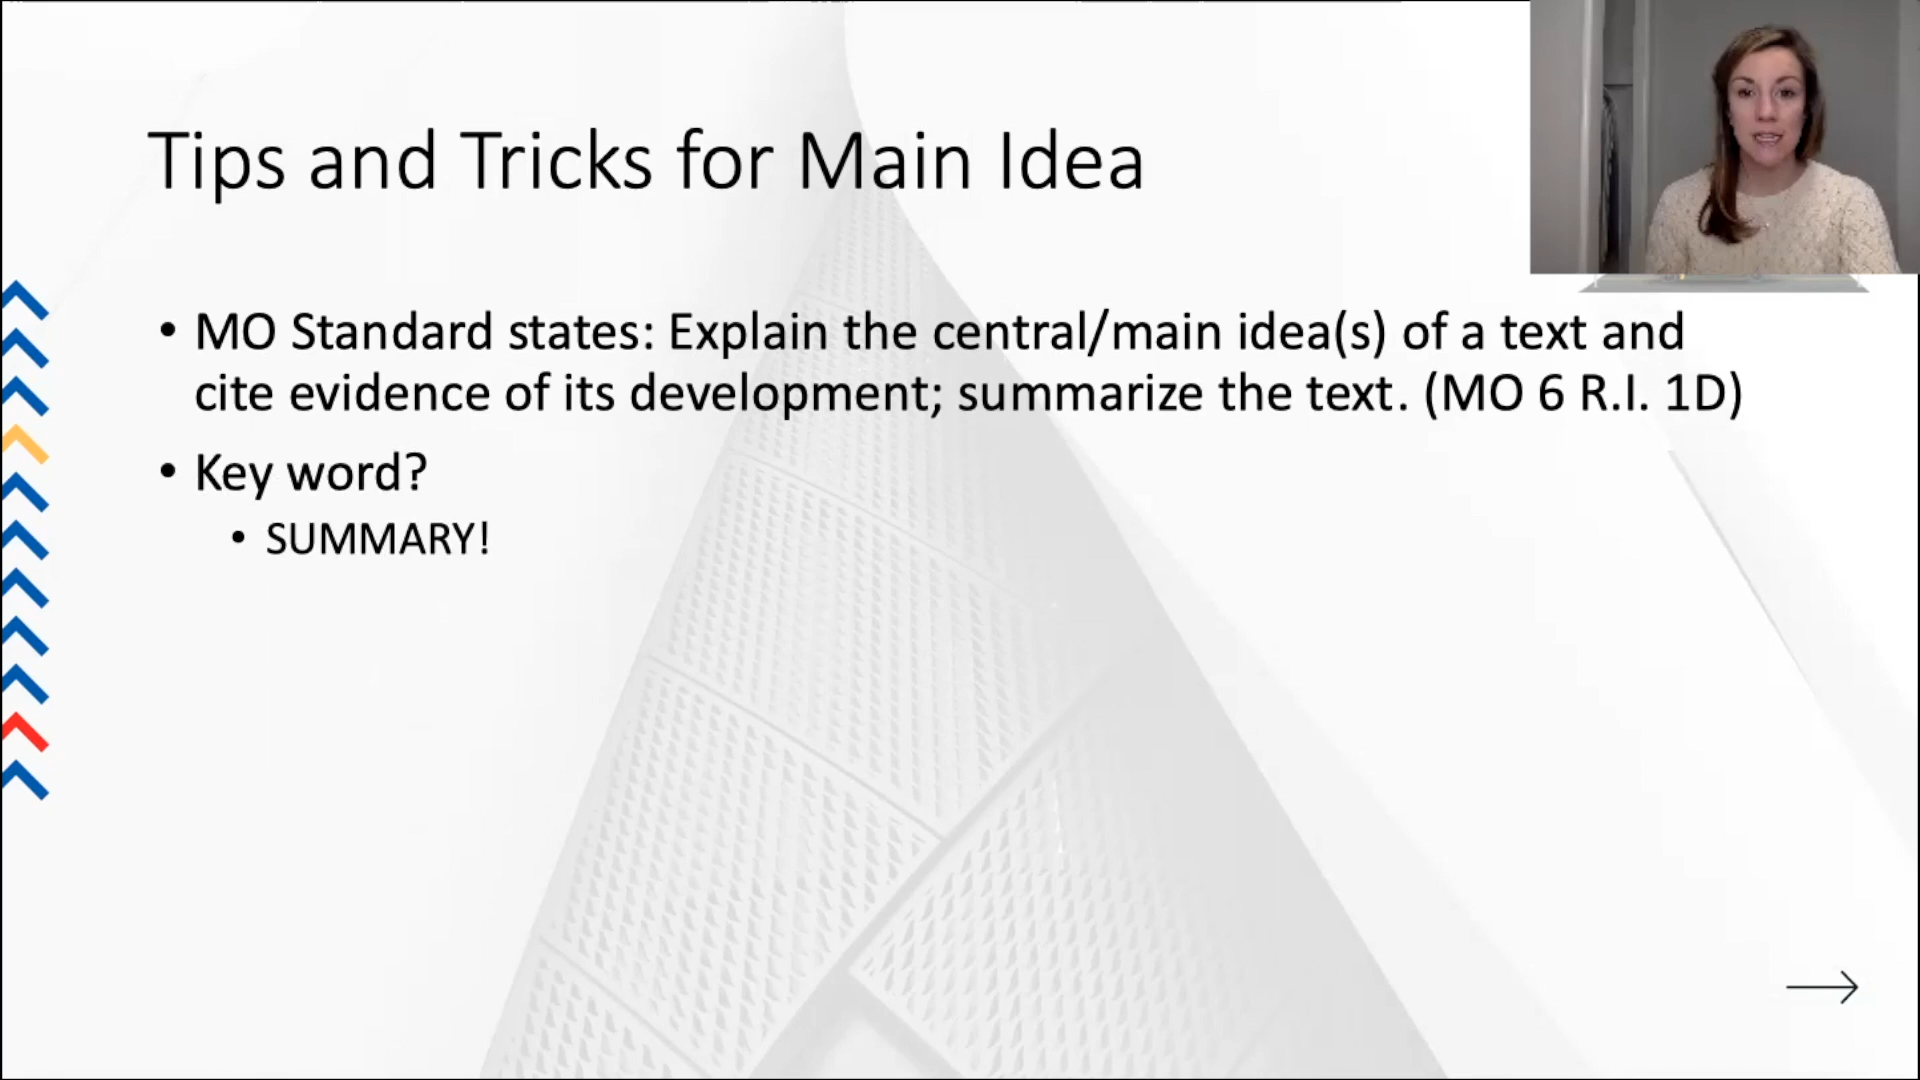 Tips and Tricks for Main Idea
• MO Standard states: Explain the central/main idea(s) of a text and
cite evidence of its development; summarize the text. (MO 6 R.I. 1D)
• Key word?
• SUMMARY!